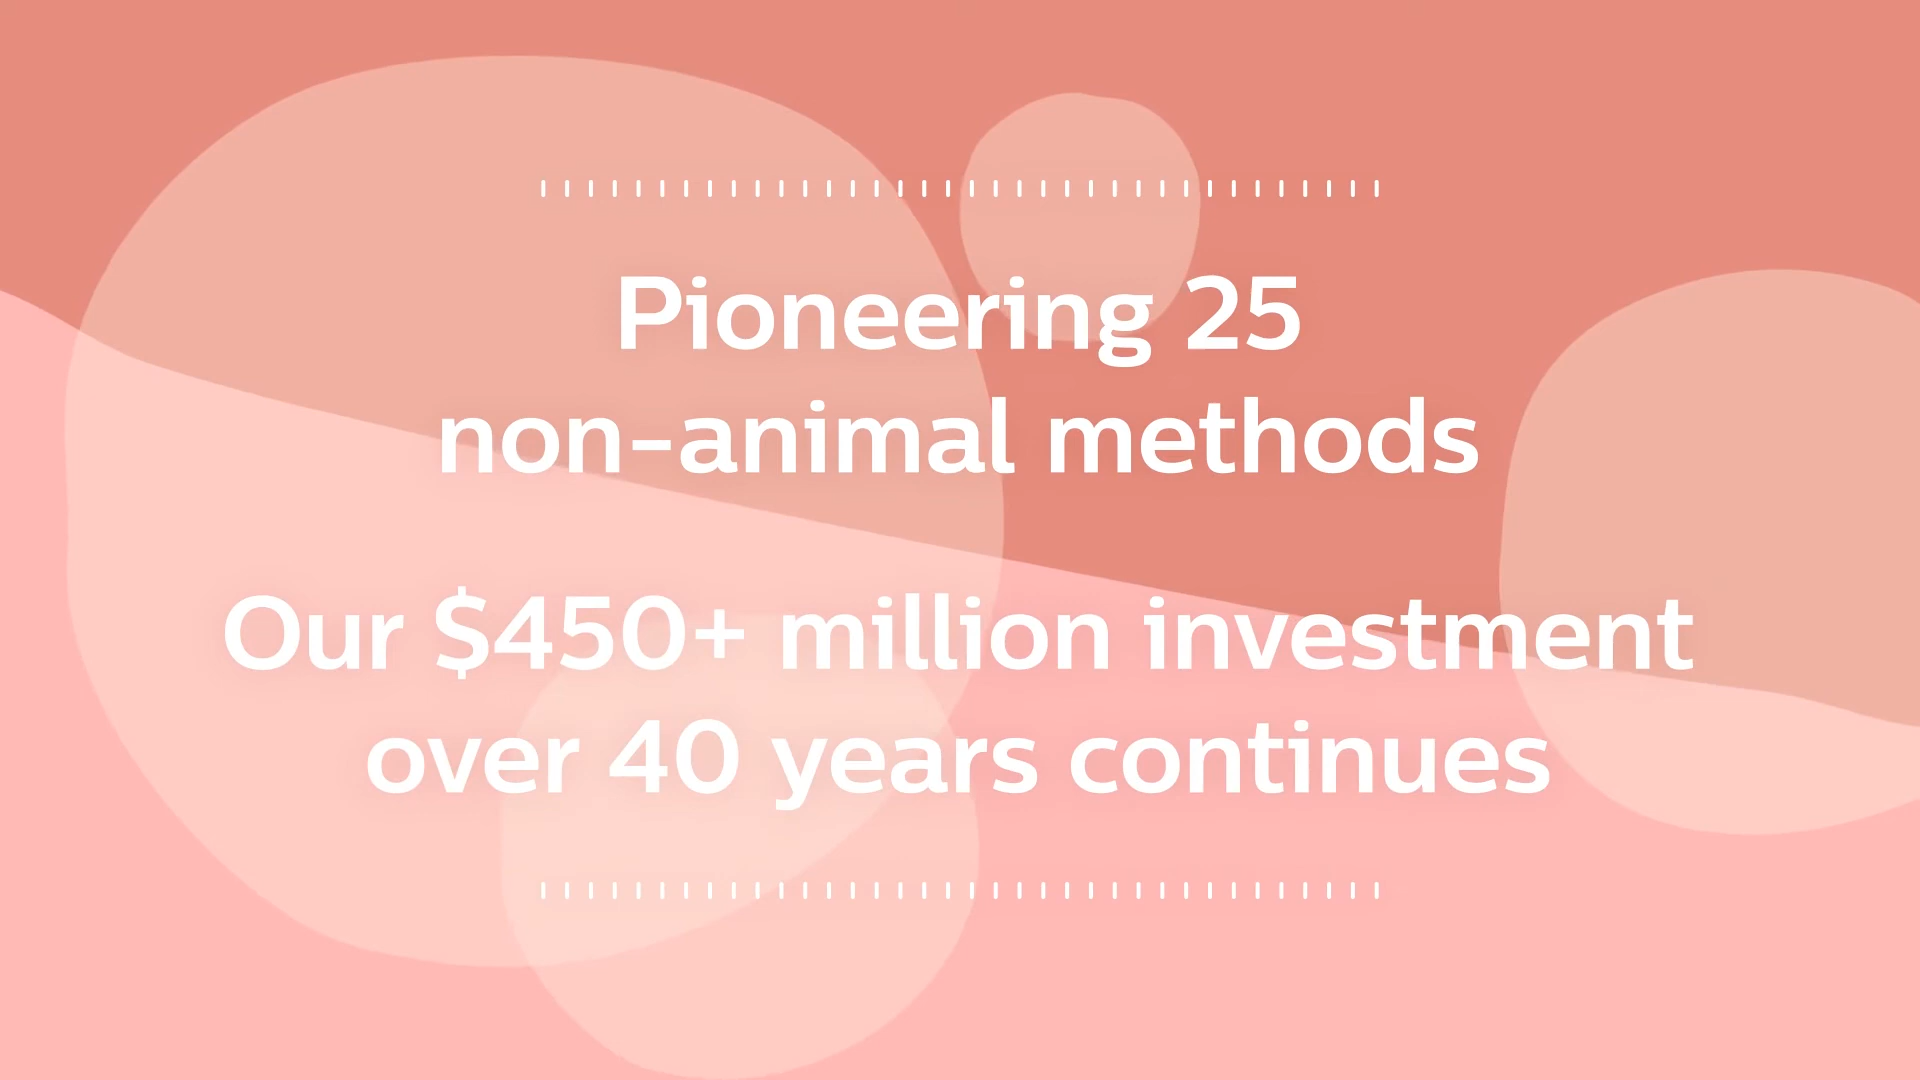 Pioneering 25
non-animal methods
Our $450+ million investment
over 40 years continues